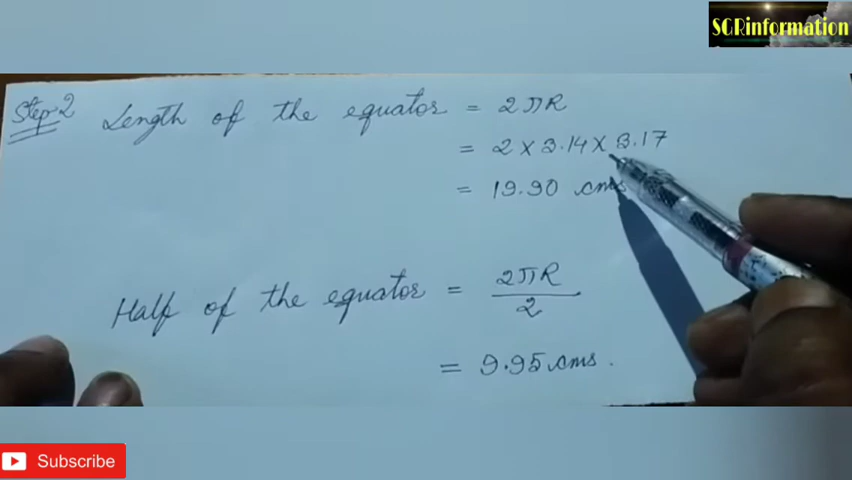 SGRinformation
Step-2 Length of the equator = 2πR
= 2 x 3.14 x 3.17
= 19.90 cms
Half of the equator = 2πR
2
= 9.95 cms.
Subscribe